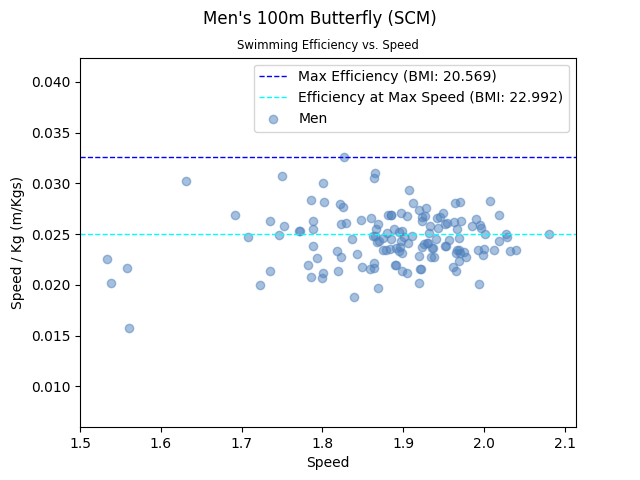 Men's 100m Butterfly (SCM)
Swimming Efficiency vs. Speed
Max Efficiency (BMI: 20.569)
Efficiency at Max Speed (BMI: 22.992)
Men
Speed / Kg (m/Kgs)
0.040
0.035
0.030
0.025
0.020
0.015
0.010
1.5 1.6 1.7 1.8 1.9 2.0 2.1
Speed